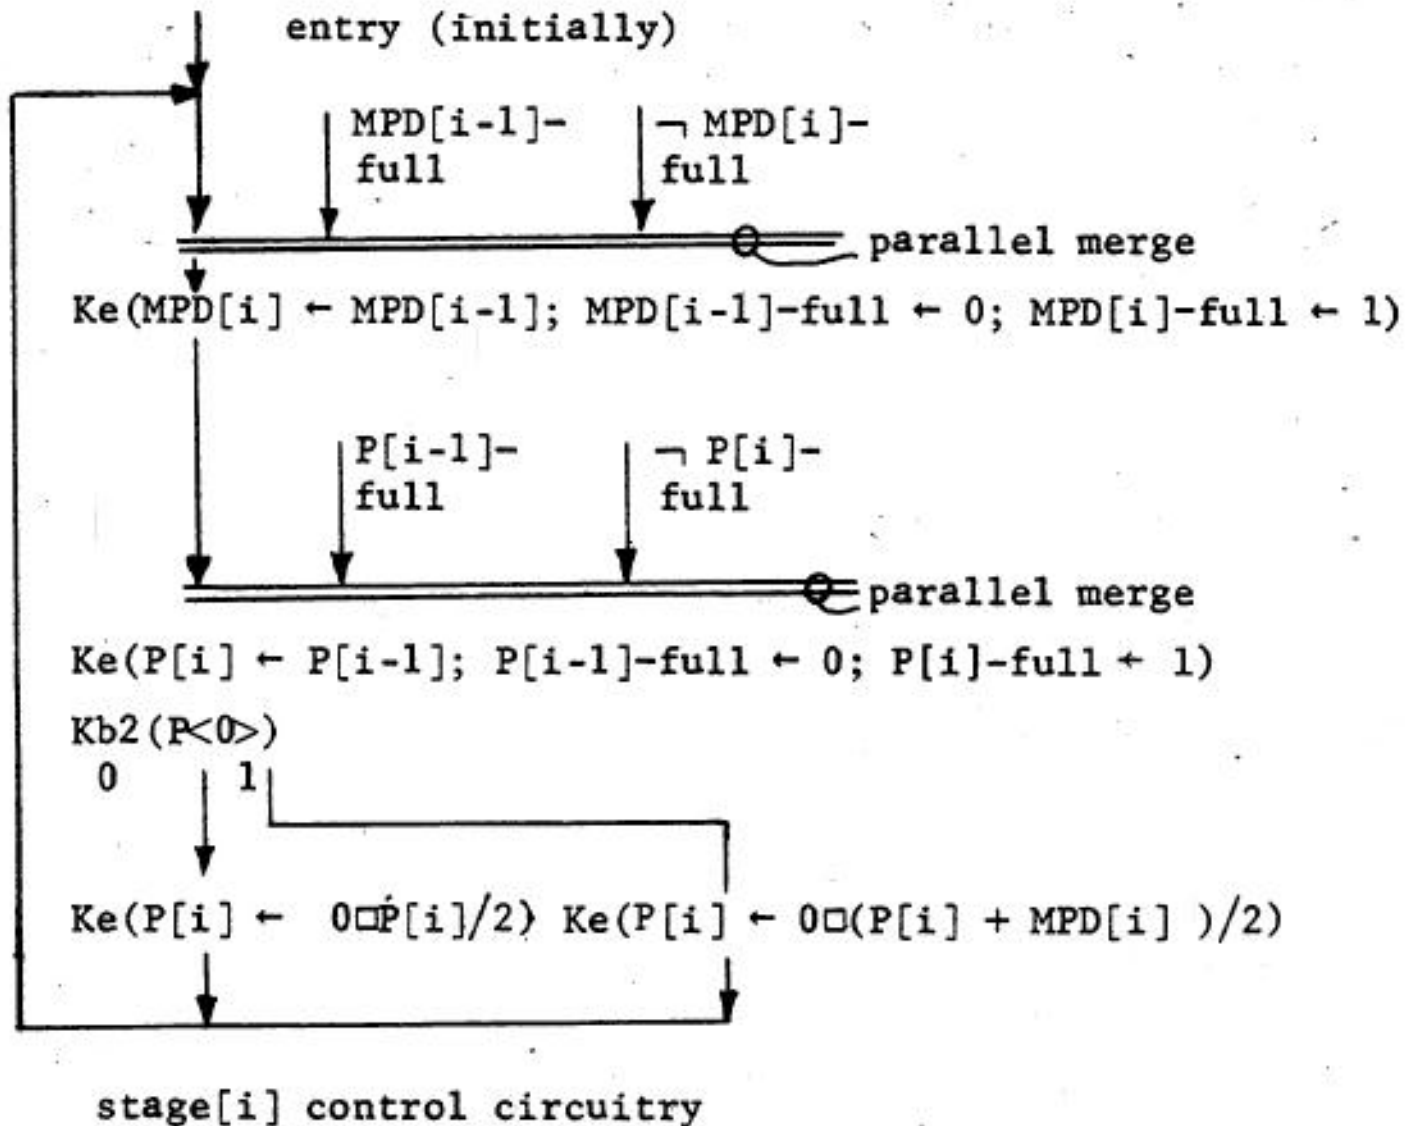 entry (initially)
MPD[i-1]- ¬ MPD[i]-
full full
parallel merge
Ke(MPD[i] ← MPD[i-1]; MPD[i-1]-full ← 0; MPD[i]-full ← 1)
P[i-1]- ¬ P[i]-
full full
parallel merge
Ke(P[i] ← P[i-1]; P[i-1]-full ← 0; P[i]-full ← 1)
Kb2(P<0>)
0 1
Ke(P[i] ← 0□P[i]/2) Ke(P[i] ← 0□(P[i] + MPD[i] )/2)
stage[i] control circuitry